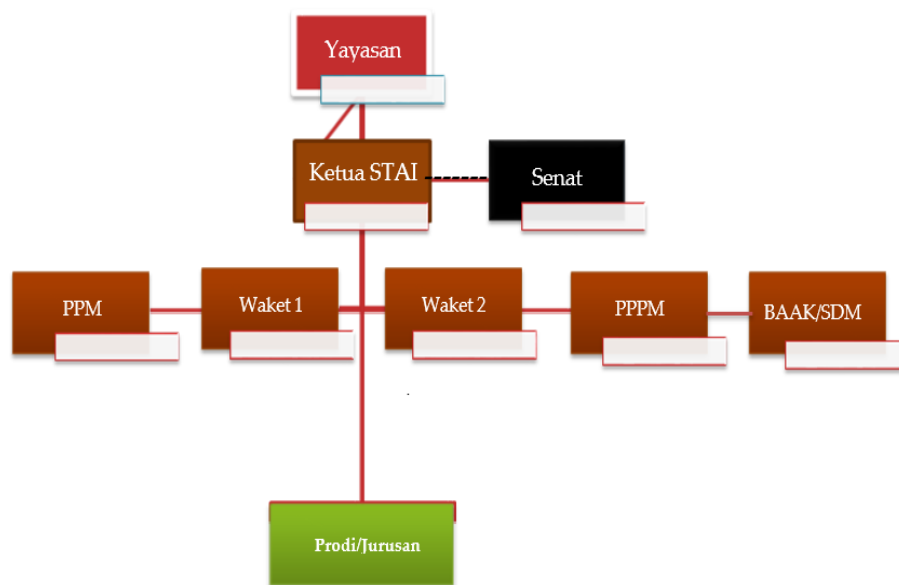 Yayasan
Ketua STAI
Senat
PPM
Waket 1
Waket 2
PPPM
BAAK/SDM
Prodi/Jurusan